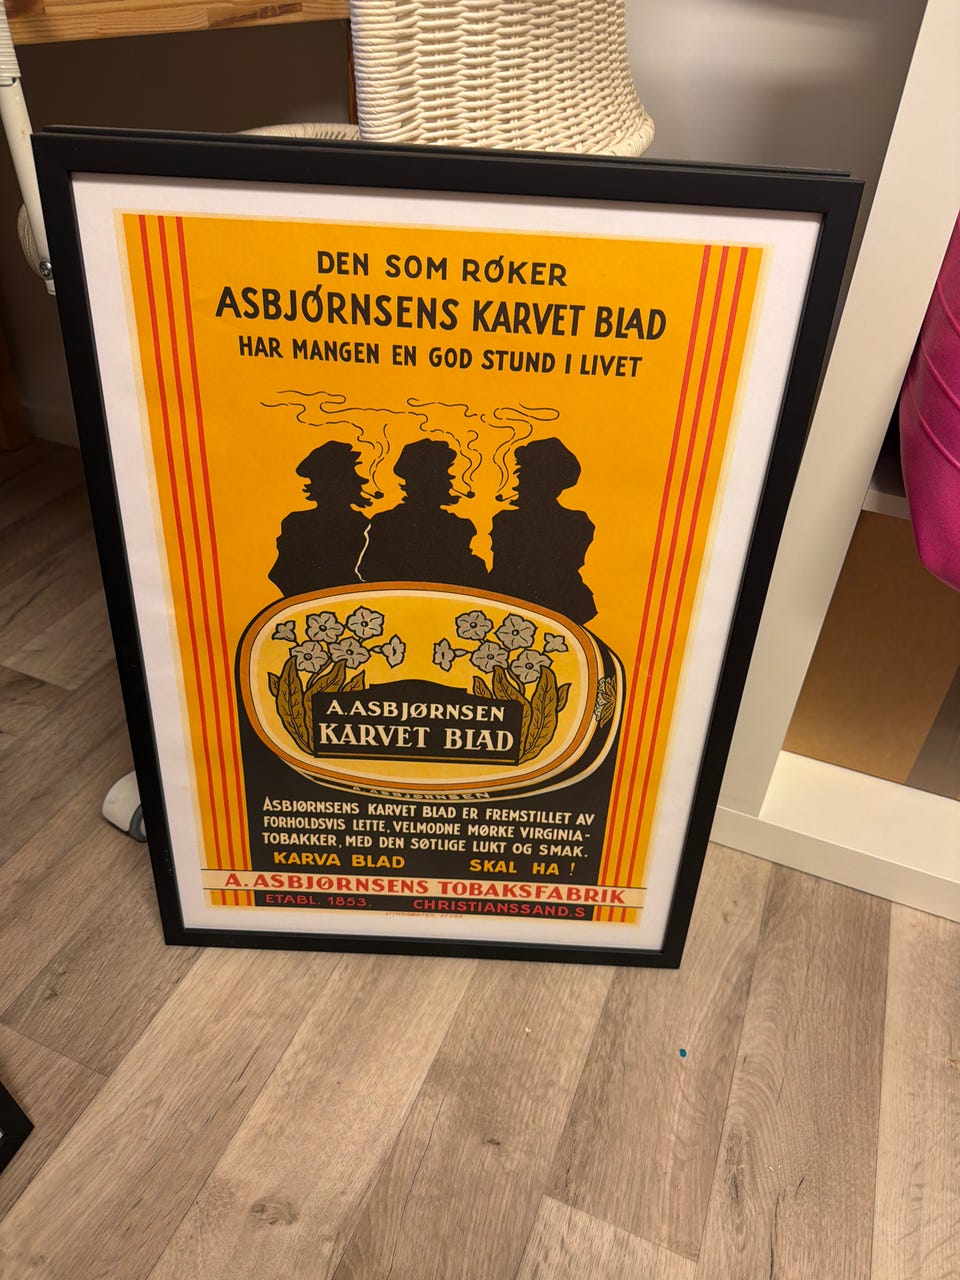 DEN SOM RØKER
ASBJØRNSENS KARVET BLAD
HAR MANGEN EN GOD STUND I LIVET
A. ASBJØRNSEN
KARVET BLAD
A. ASBJØRNSEN
ASBJØRNSENS KARVET BLAD ER FREMSTILLET AV
FORHOLDSVIS LETTE, VELMODNE MØRKE VIRGINIA-
TOBAKKER, MED DEN SØTLIGE LUKT OG SMAK.
KARVA BLAD SKAL HA!
A. ASBJØRNSENS TOBAKSFABRIK
ETABL. 1853. CHRISTIANSSAND.S